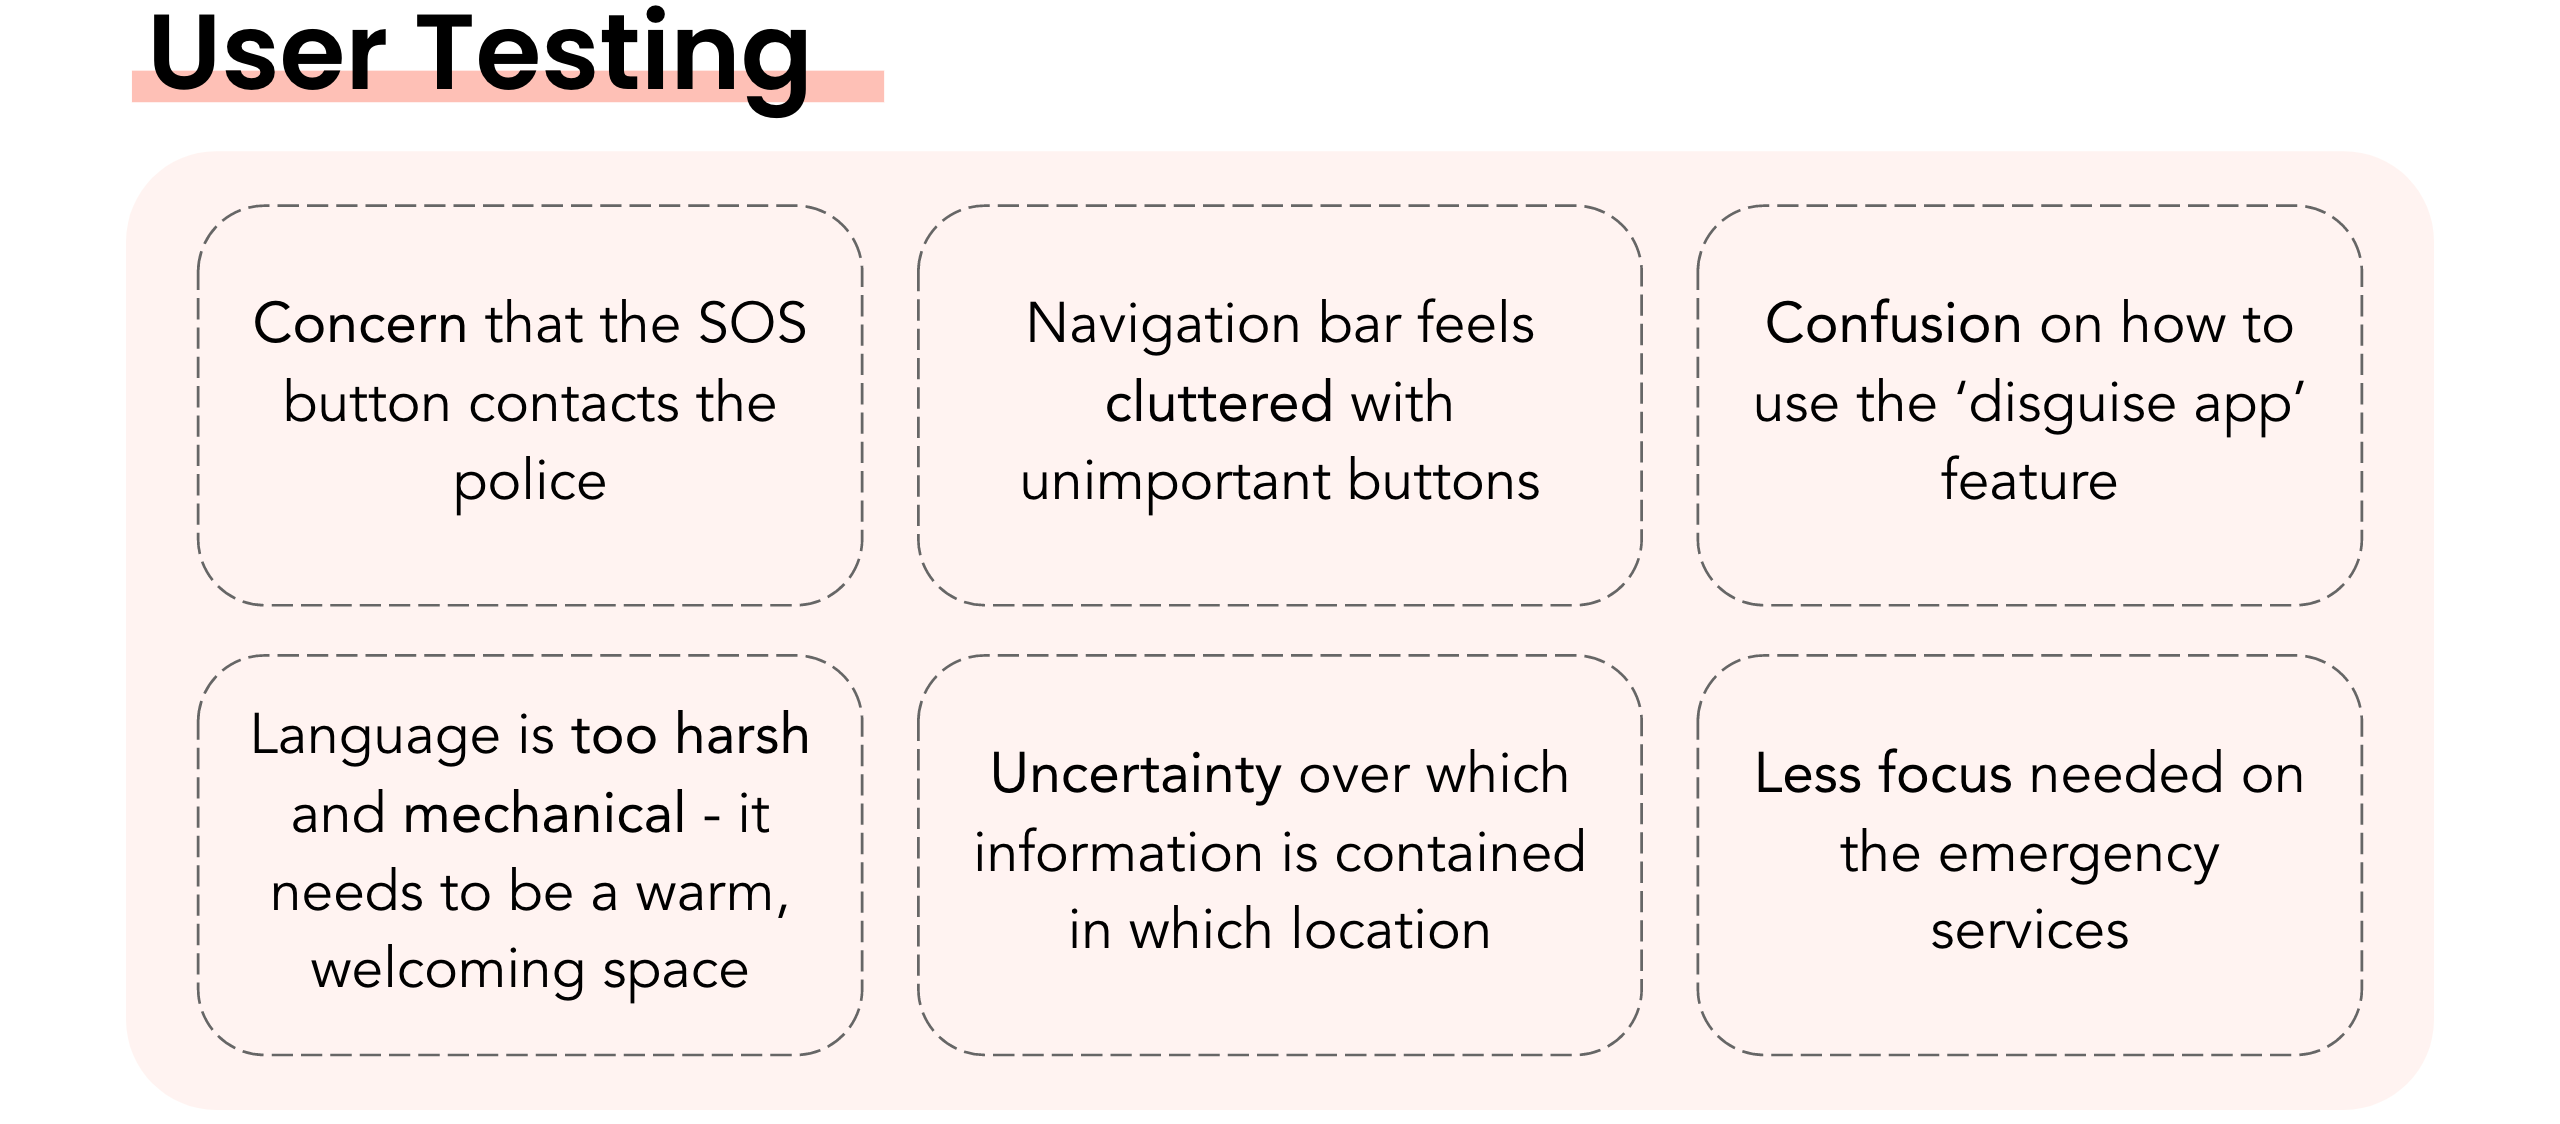 User Testing
Concern that the SOS
button contacts the
police
Navigation bar feels
cluttered with
unimportant buttons
Confusion on how to
use the ‘disguise app’
feature
Language is too harsh
and mechanical - it
needs to be a warm,
welcoming space
Uncertainty over which
information is contained
in which location
Less focus needed on
the emergency
services